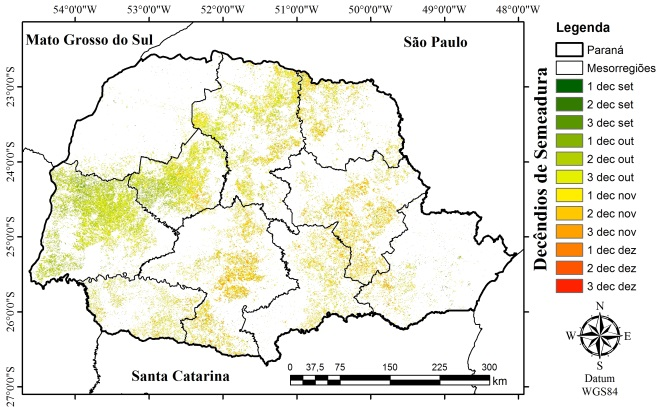 54°0'0"W 53°0'0"W 52°0'0"W 51°0'0"W 50°0'0"W 49°0'0"W 48°0'0"W
Mato Grosso do Sul
São Paulo
23°0'0"S
24°0'0"S
25°0'0"S
26°0'0"S
27°0'0"S
Santa Catarina
0 37,5 75 150 225 300
km
Decêndios de Semeadura
Legenda
Paraná
Mesorregiões
1 dec set
2 dec set
3 dec set
1 dec out
2 dec out
3 dec out
1 dec nov
2 dec nov
3 dec nov
1 dec dez
2 dec dez
3 dec dez
N
W E
S
Datum
WGS84